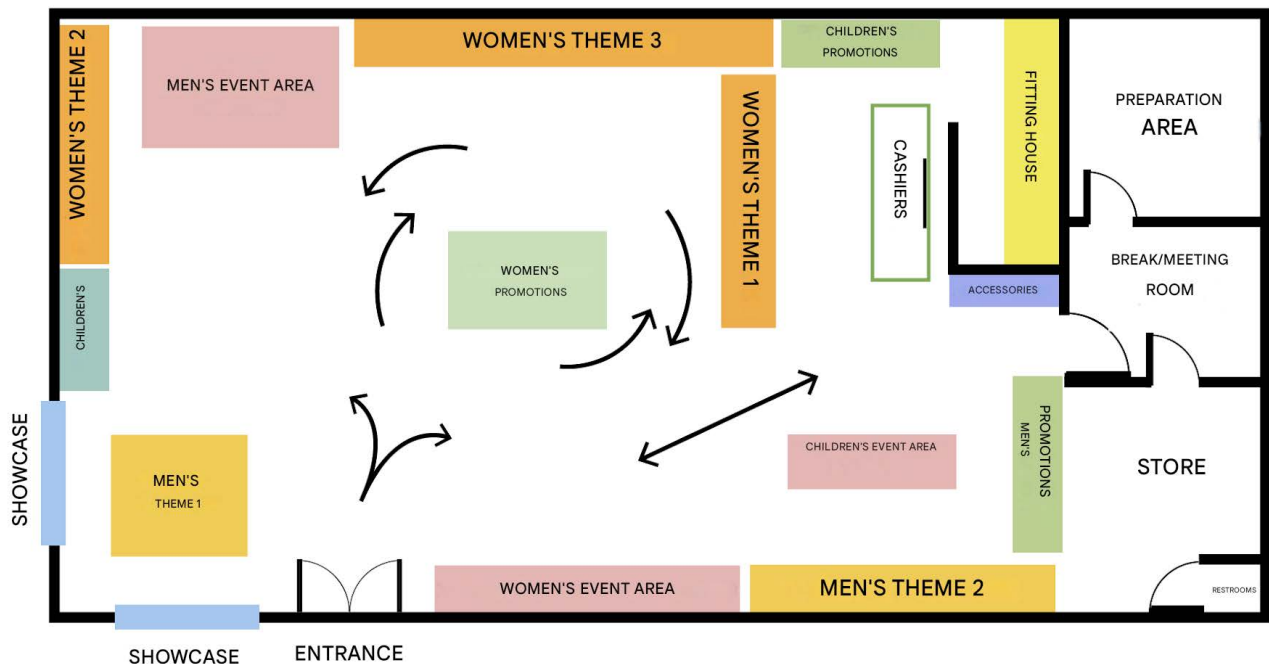 WOMEN'S THEME 2
MEN'S EVENT AREA
WOMEN'S THEME 3
CHILDREN'S
PROMOTIONS
WOMEN'S THEME 1
CASHIERS
FITTING HOUSE
PREPARATION
AREA
WOMEN'S
PROMOTIONS
BREAK/MEETING
ROOM
ACCESSORIES
CHILDREN'S
SHOWCASE
MEN'S
THEME 1
CHILDREN'S EVENT AREA
PROMOTIONS
MEN'S
STORE
WOMEN'S EVENT AREA
MEN'S THEME 2
RESTROOMS
SHOWCASE
ENTRANCE